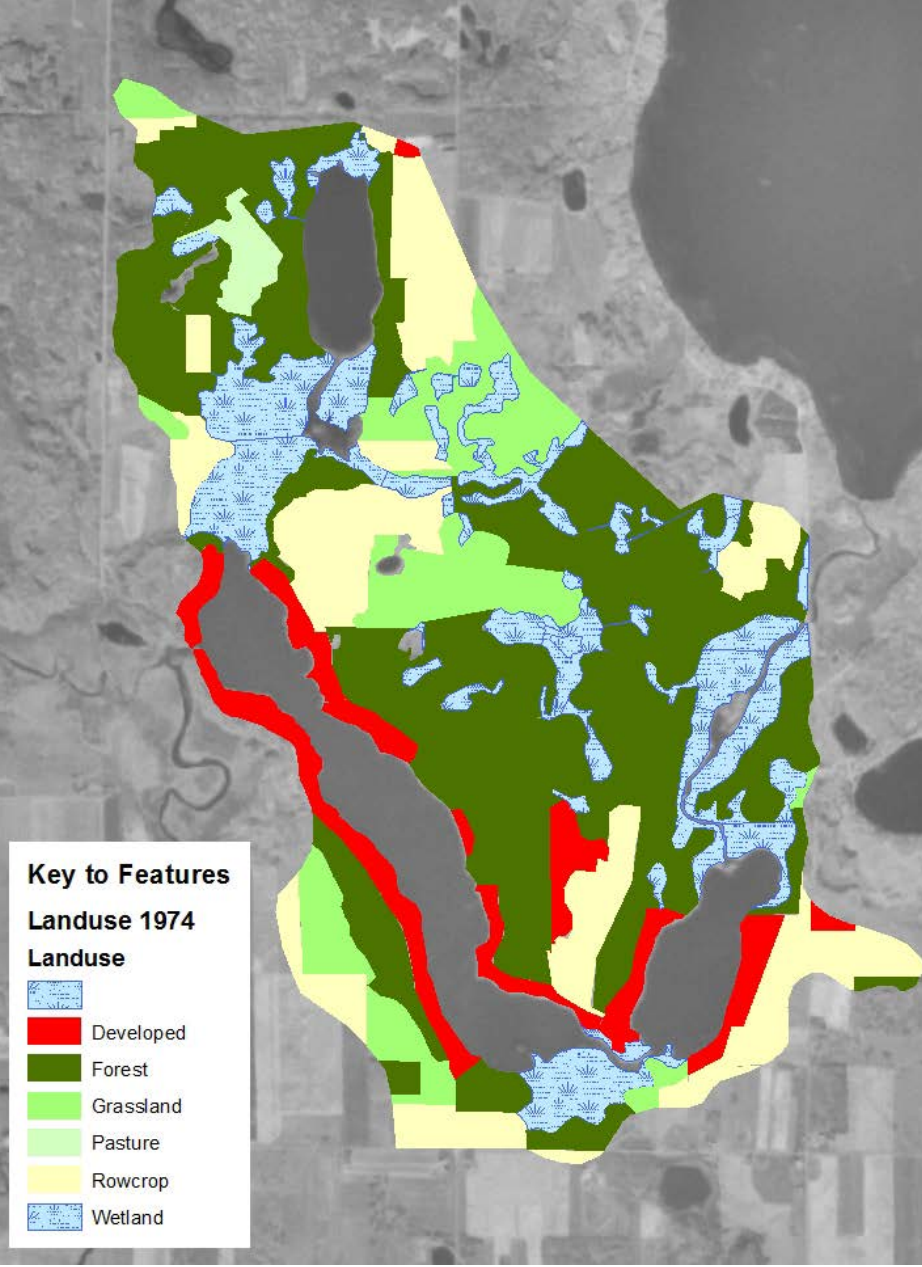 Key to Features
Landuse 1974
Landuse
Developed
Forest
Grassland
Pasture
Rowcrop
Wetland